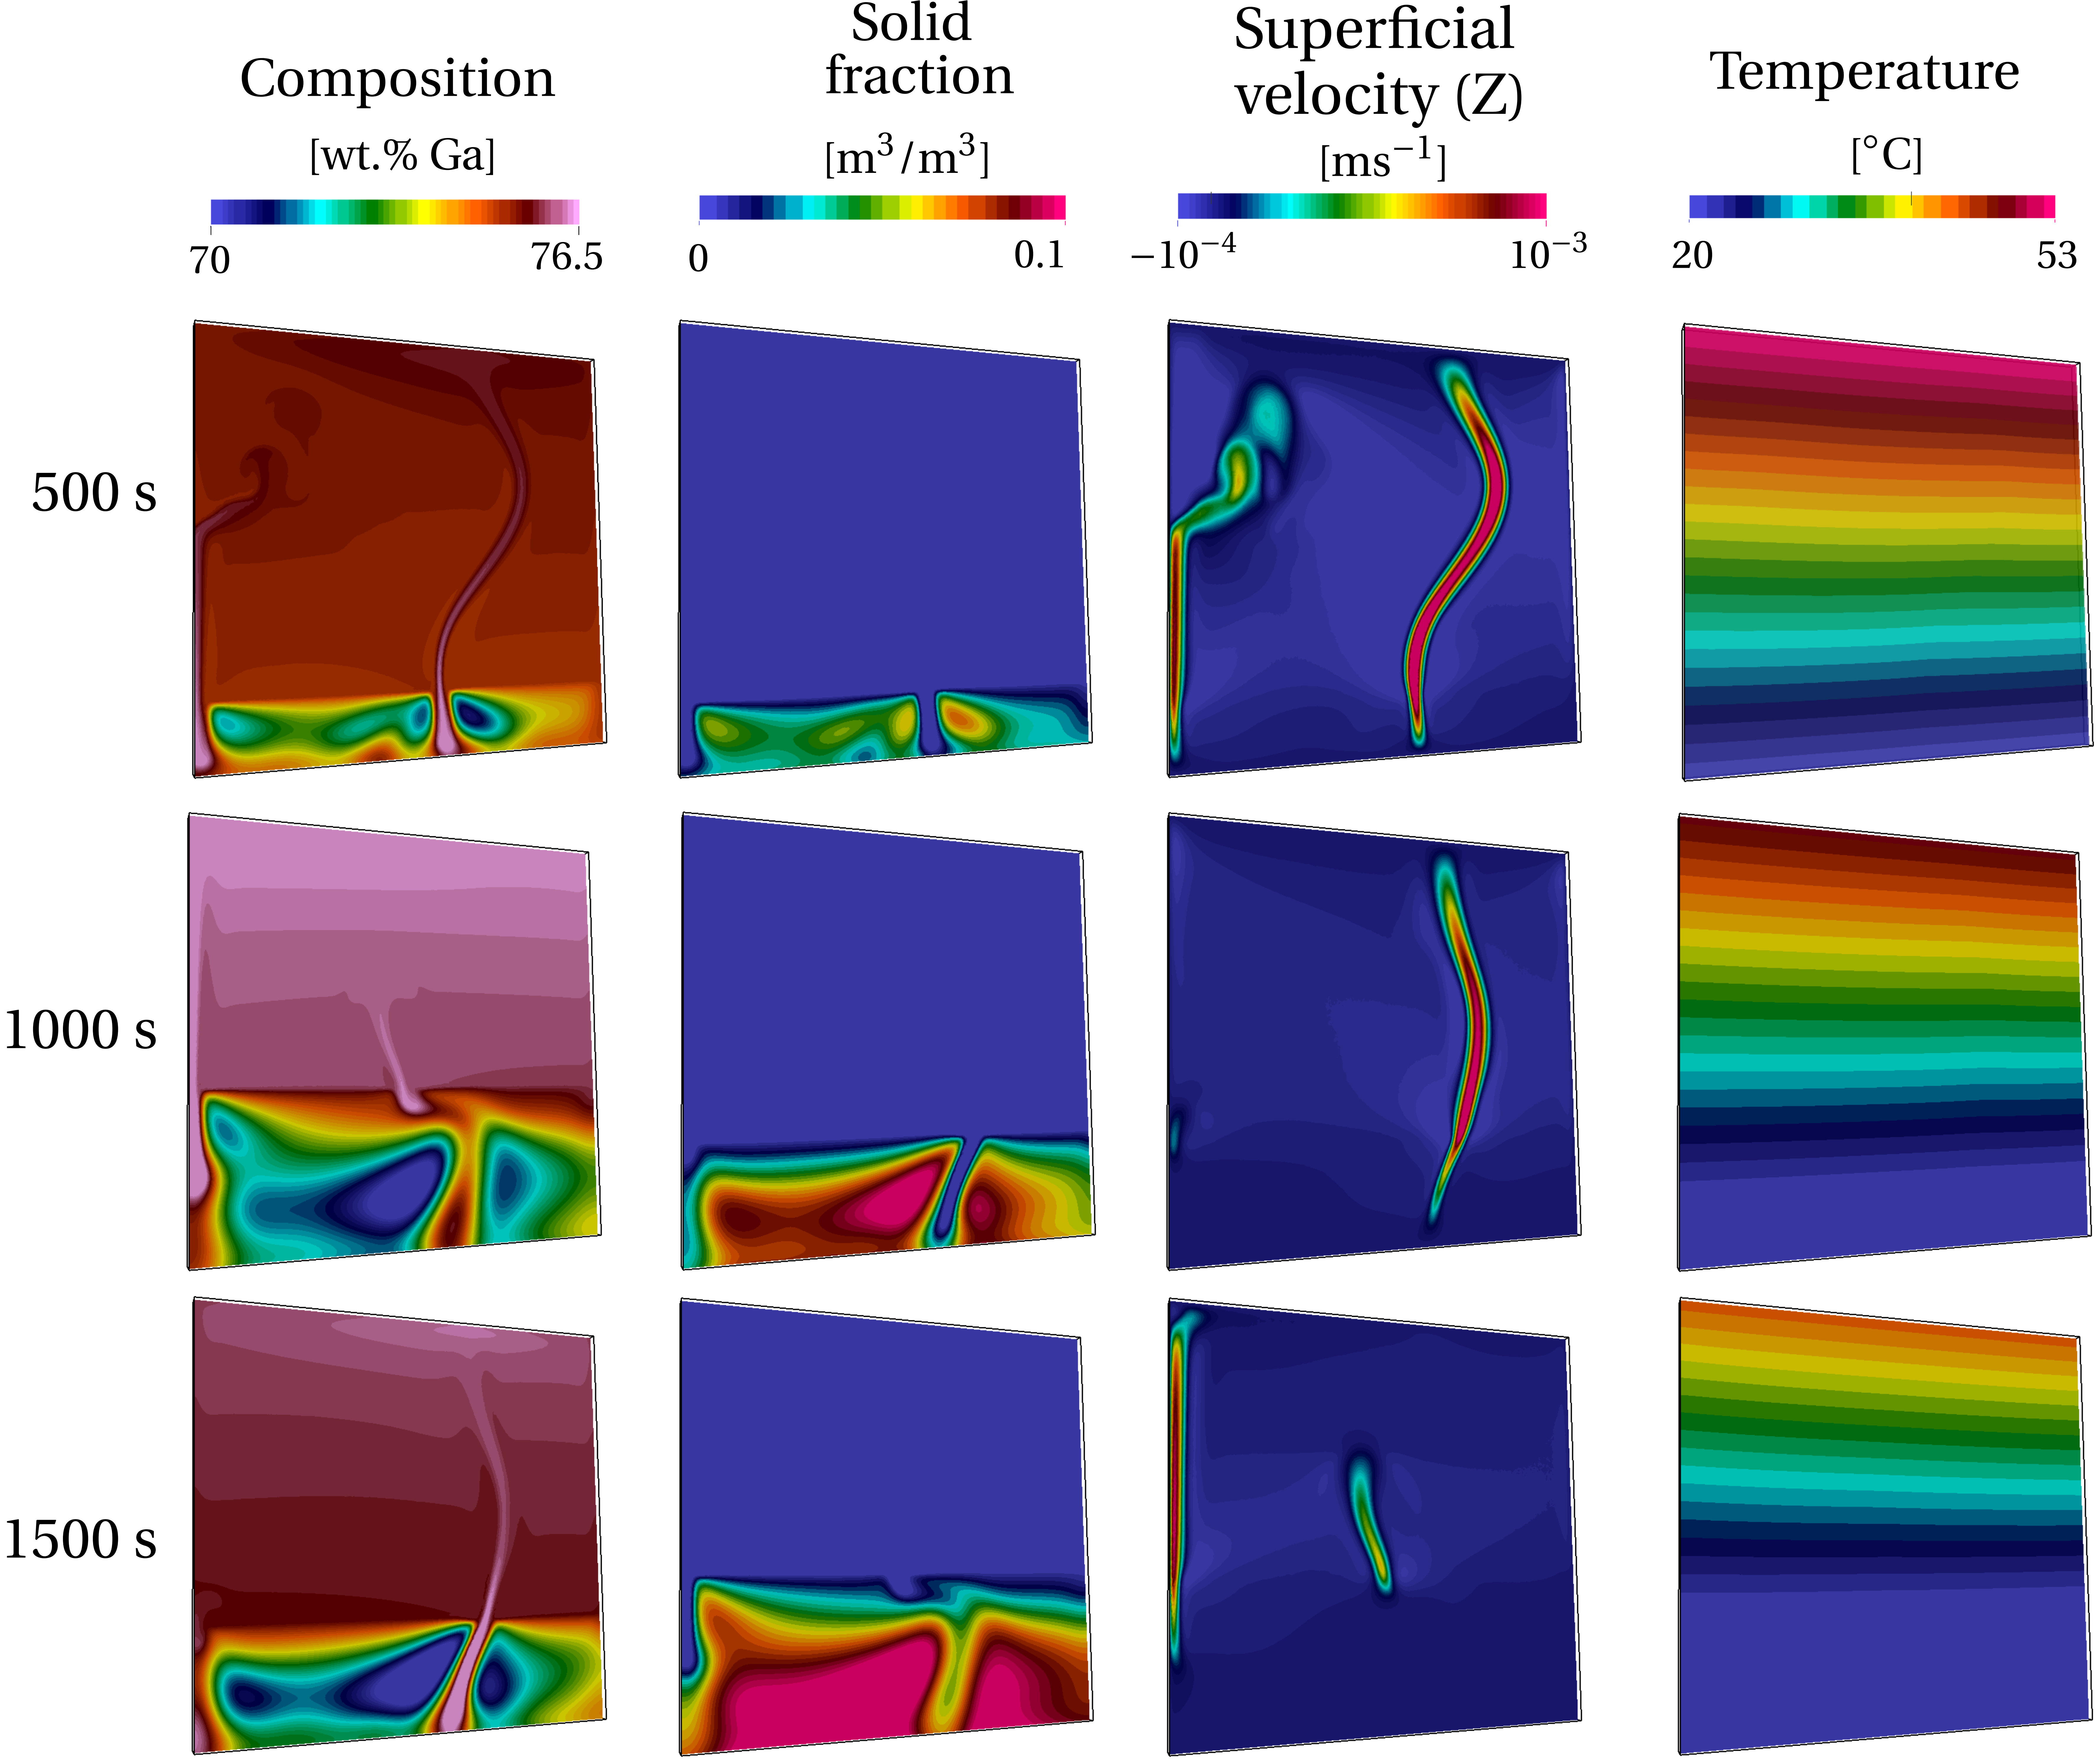 Composition
Solid
fraction
Superficial
velocity (Z)
Temperature
[wt.% Ga]
[m³/m³]
[ms⁻¹]
[°C]
70
76.5
0
0.1
−10⁻⁴
10⁻³
20
53
500 s
1000 s
1500 s